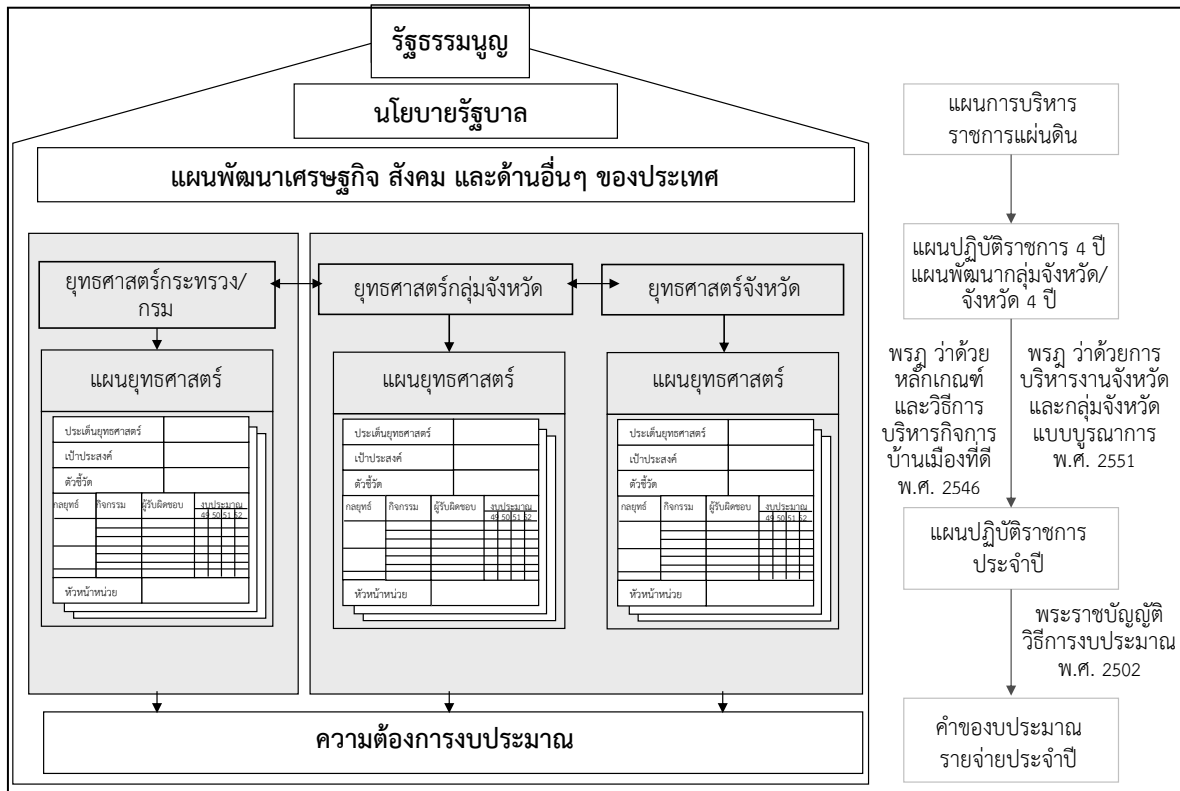 รัฐธรรมนูญ
นโยบายรัฐบาล
แผนพัฒนาเศรษฐกิจ สังคม และด้านอื่นๆ ของประเทศ
ยุทธศาสตร์กระทรวง/
กรม
ยุทธศาสตร์กลุ่มจังหวัด
ยุทธศาสตร์จังหวัด
แผนยุทธศาสตร์
ประเด็นยุทธศาสตร์
เป้าประสงค์
ตัวชี้วัด
กลยุทธ์ กิจกรรม ผู้รับผิดชอบ งบประมาณ
49 50 51 52
หัวหน้าหน่วย
แผนยุทธศาสตร์
ประเด็นยุทธศาสตร์
เป้าประสงค์
ตัวชี้วัด
กลยุทธ์ กิจกรรม ผู้รับผิดชอบ งบประมาณ
49 50 51 52
หัวหน้าหน่วย
แผนยุทธศาสตร์
ประเด็นยุทธศาสตร์
เป้าประสงค์
ตัวชี้วัด
กลยุทธ์ กิจกรรม ผู้รับผิดชอบ งบประมาณ
49 50 51 52
หัวหน้าหน่วย
ความต้องการงบประมาณ
แผนการบริหาร
ราชการแผ่นดิน
แผนปฏิบัติราชการ 4 ปี
แผนพัฒนากลุ่มจังหวัด/
จังหวัด 4 ปี
พรฎ ว่าด้วย
หลักเกณฑ์
และวิธีการ
บริหารกิจการ
บ้านเมืองที่ดี
พ.ศ. 2546
พรฎ ว่าด้วยการ
บริหารงานจังหวัด
และกลุ่มจังหวัด
แบบบูรณาการ
พ.ศ. 2551
แผนปฏิบัติราชการ
ประจำปี
พระราชบัญญัติ
วิธีการงบประมาณ
พ.ศ. 2502
คำของบประมาณ
รายจ่ายประจำปี